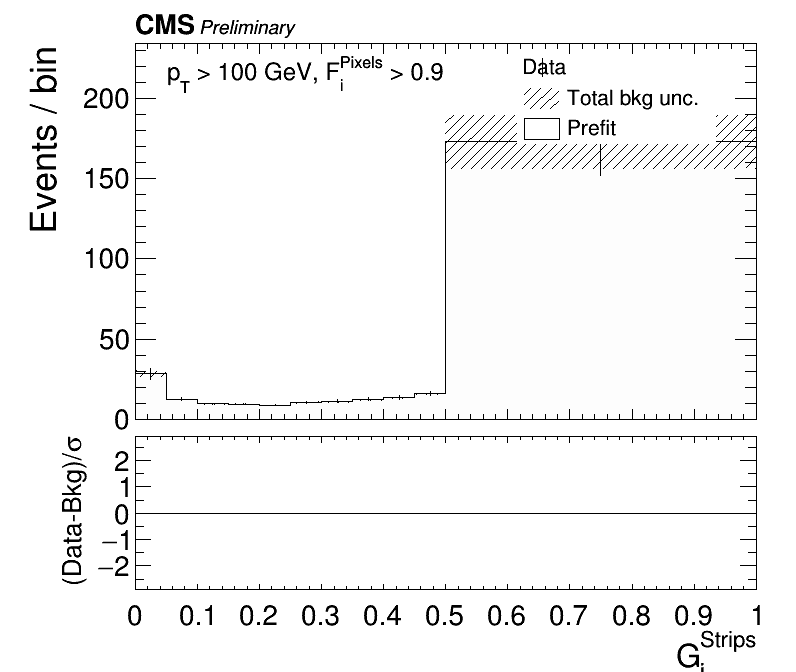 CMS Preliminary
p_T > 100 GeV, F_i^Pixels > 0.9
Data
Total bkg unc.
Prefit
Events / bin
200
150
100
50
0
(Data-Bkg)/σ
2
1
0
−1
−2
0 0.1 0.2 0.3 0.4 0.5 0.6 0.7 0.8 0.9 1
G_i^Strips